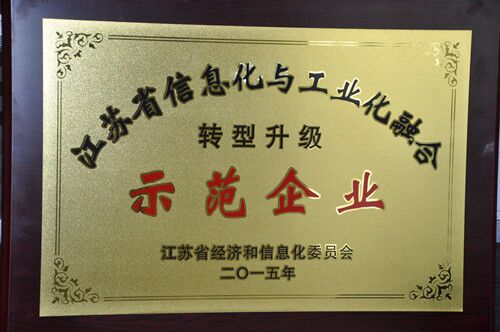 江苏省信息化与工业化融合
转型升级
示范企业
江苏省经济和信息化委员会
二〇一五年